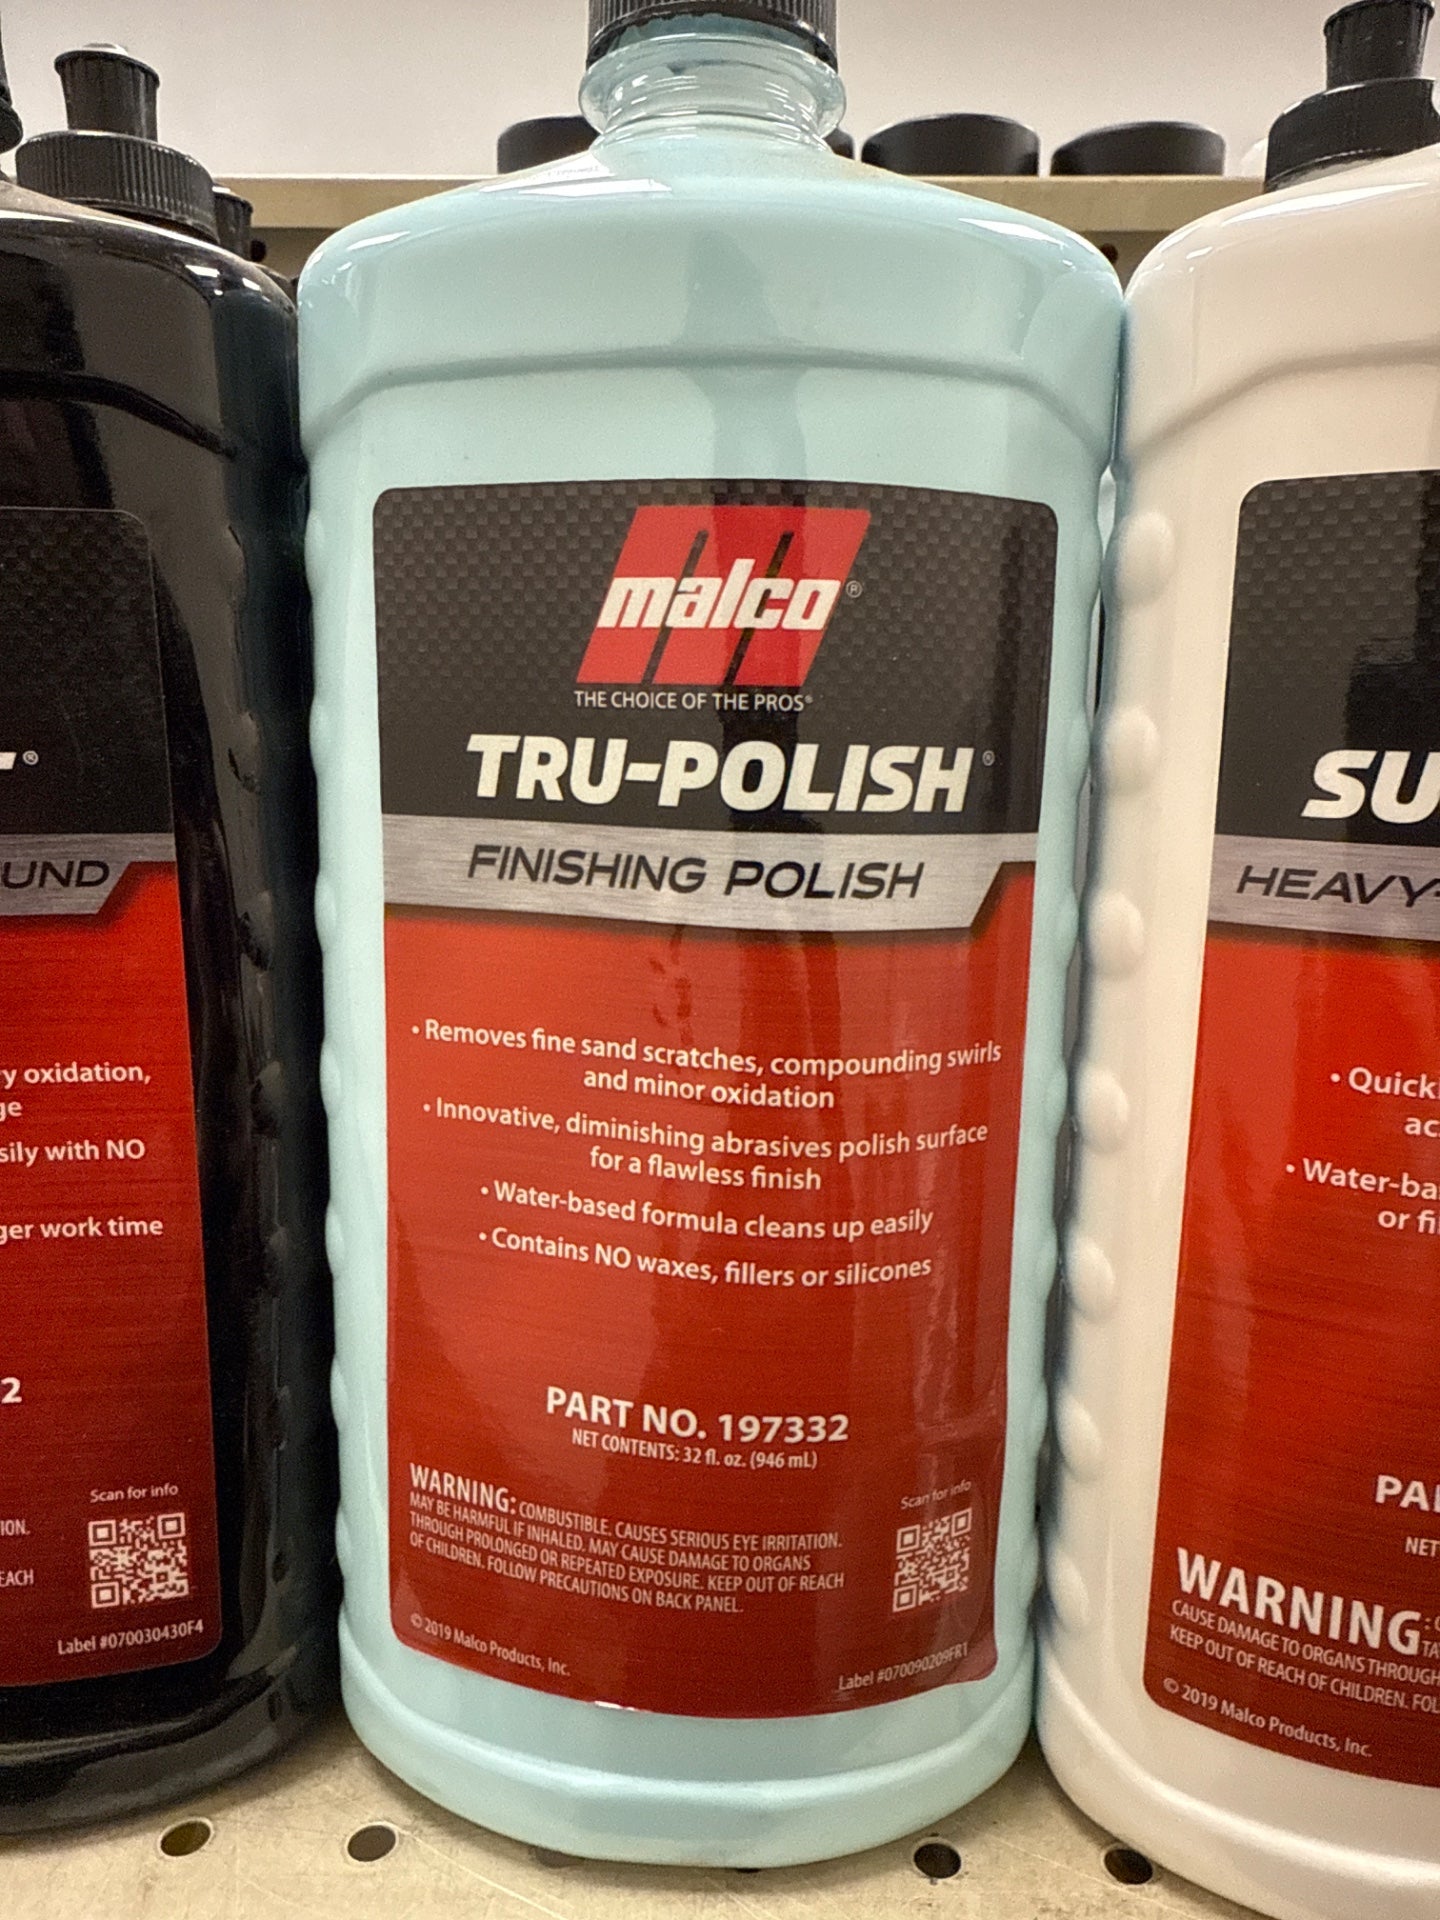 malco®
THE CHOICE OF THE PROS®
TRU-POLISH®
FINISHING POLISH
• Removes fine sand scratches, compounding swirls
and minor oxidation
• Innovative, diminishing abrasives polish surface
for a flawless finish
• Water-based formula cleans up easily
• Contains NO waxes, fillers or silicones
PART NO. 197332
NET CONTENTS: 32 fl. oz. (946 mL)
WARNING: COMBUSTIBLE. CAUSES SERIOUS EYE IRRITATION.
MAY BE HARMFUL IF INHALED. MAY CAUSE DAMAGE TO ORGANS
THROUGH PROLONGED OR REPEATED EXPOSURE. KEEP OUT OF REACH
OF CHILDREN. FOLLOW PRECAUTIONS ON BACK PANEL.
Scan for info
© 2019 Malco Products, Inc.
Label #070090209FR1
®
UND
y oxidation,
ge
sily with NO
ger work time
2
Scan for info
ION.
EACH
Label #070030430F4
SU
HEAVY-
• Quick
ac
• Water-ba
or fi
PA
NET
WARNING:
CAUSE DAMAGE TO ORGANS THROUGH
KEEP OUT OF REACH OF CHILDREN. FOL
© 2019 Malco Products, Inc.